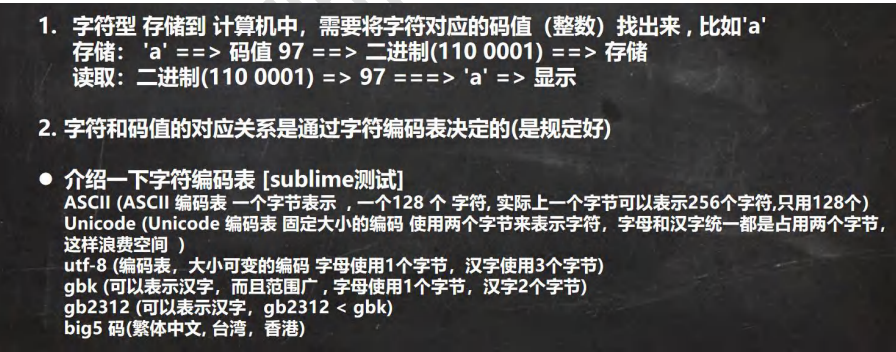 1. 字符型 存储到 计算机中，需要将字符对应的码值（整数）找出来，比如'a'
存储： 'a' ==> 码值 97 ==> 二进制(110 0001) ==> 存储
读取：二进制(110 0001) => 97 ===> 'a' => 显示
2. 字符和码值的对应关系是通过字符编码表决定的(是规定好)
● 介绍一下字符编码表 [sublime测试]
ASCII (ASCII 编码表 一个字节表示 ，一个128 个 字符, 实际上一个字节可以表示256个字符,只用128个)
Unicode (Unicode 编码表 固定大小的编码 使用两个字节来表示字符，字母和汉字统一都是占用两个字节，
这样浪费空间 ）
utf-8 (编码表，大小可变的编码 字母使用1个字节，汉字使用3个字节)
gbk (可以表示汉字，而且范围广 , 字母使用1个字节，汉字2个字节)
gb2312 (可以表示汉字，gb2312 < gbk)
big5 码(繁体中文, 台湾，香港)